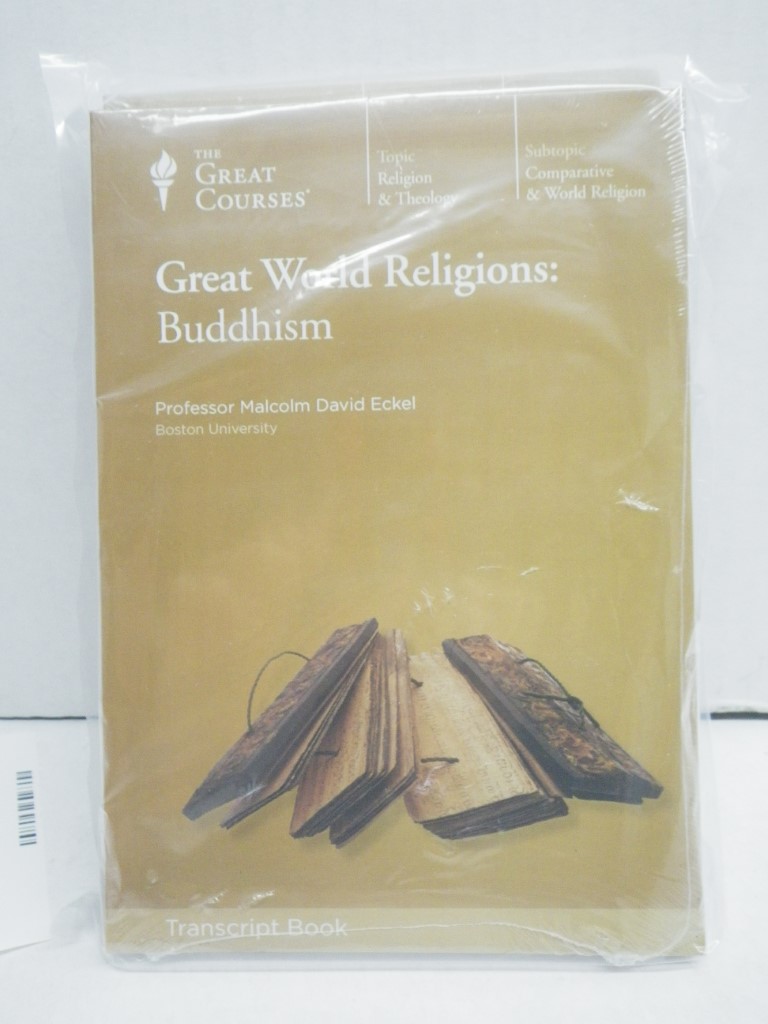 THE
GREAT
COURSES®
Topic
Religion
& Theology
Subtopic
Comparative
& World Religion
Great World Religions:
Buddhism
Professor Malcolm David Eckel
Boston University
Transcript Book